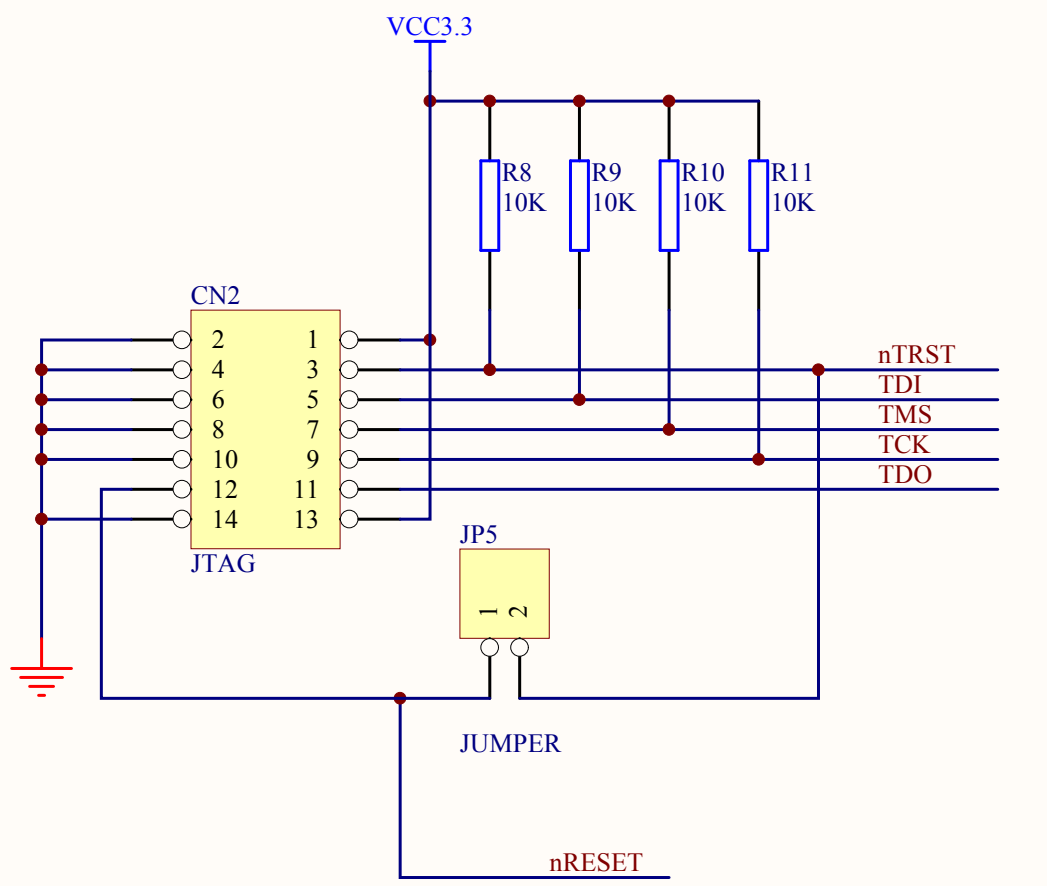 VCC3.3
R8
10K
R9
10K
R10
10K
R11
10K
CN2
2 1
4 3
6 5
8 7
10 9
12 11
14 13
JTAG
nTRST
TDI
TMS
TCK
TDO
JP5
1 2
JUMPER
nRESET